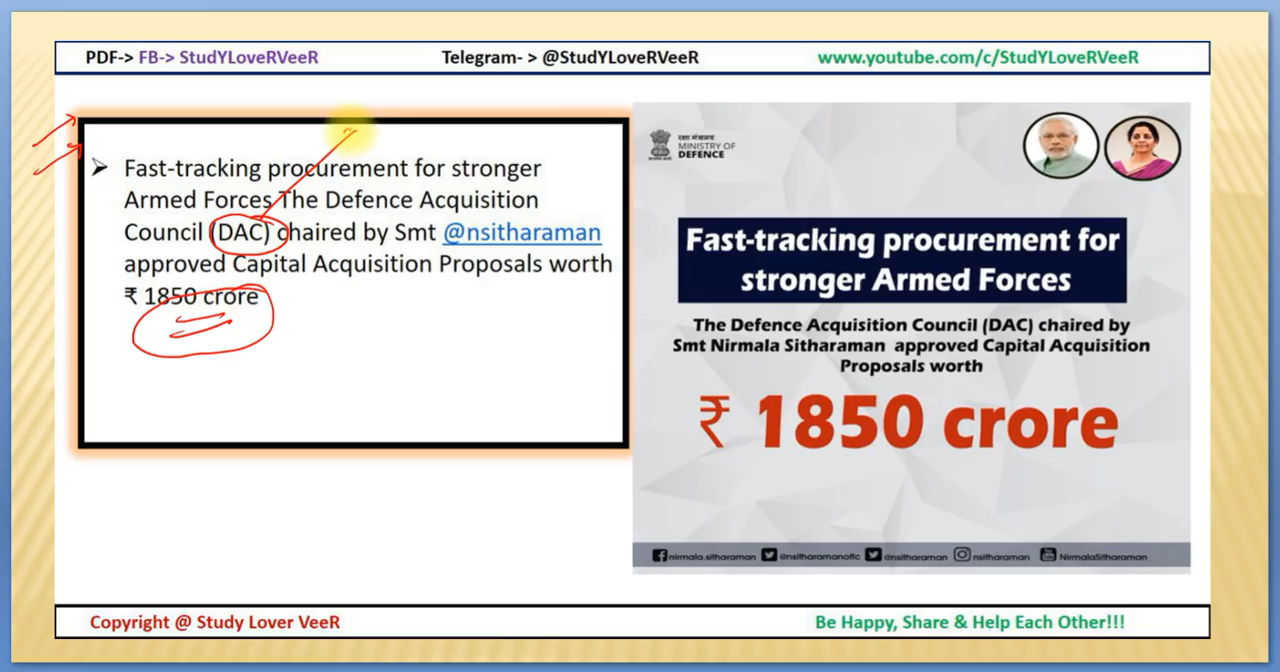 PDF-> FB-> StudYLoveRVeeR
Telegram- > @StudYLoveRVeeR
www.youtube.com/c/StudYLoveRVeeR
Fast-tracking procurement for stronger
Armed Forces The Defence Acquisition
Council (DAC) chaired by Smt @nsitharaman
approved Capital Acquisition Proposals worth
₹ 1850 crore
रक्षा मंत्रालय
MINISTRY OF
DEFENCE
Fast-tracking procurement for
stronger Armed Forces
The Defence Acquisition Council (DAC) chaired by
Smt Nirmala Sitharaman approved Capital Acquisition
Proposals worth
₹ 1850 crore
nirmala.sitharaman @nsitharamanoffc @nsitharaman nsitharaman NirmalaSitharaman
Copyright @ Study Lover VeeR
Be Happy, Share & Help Each Other!!!